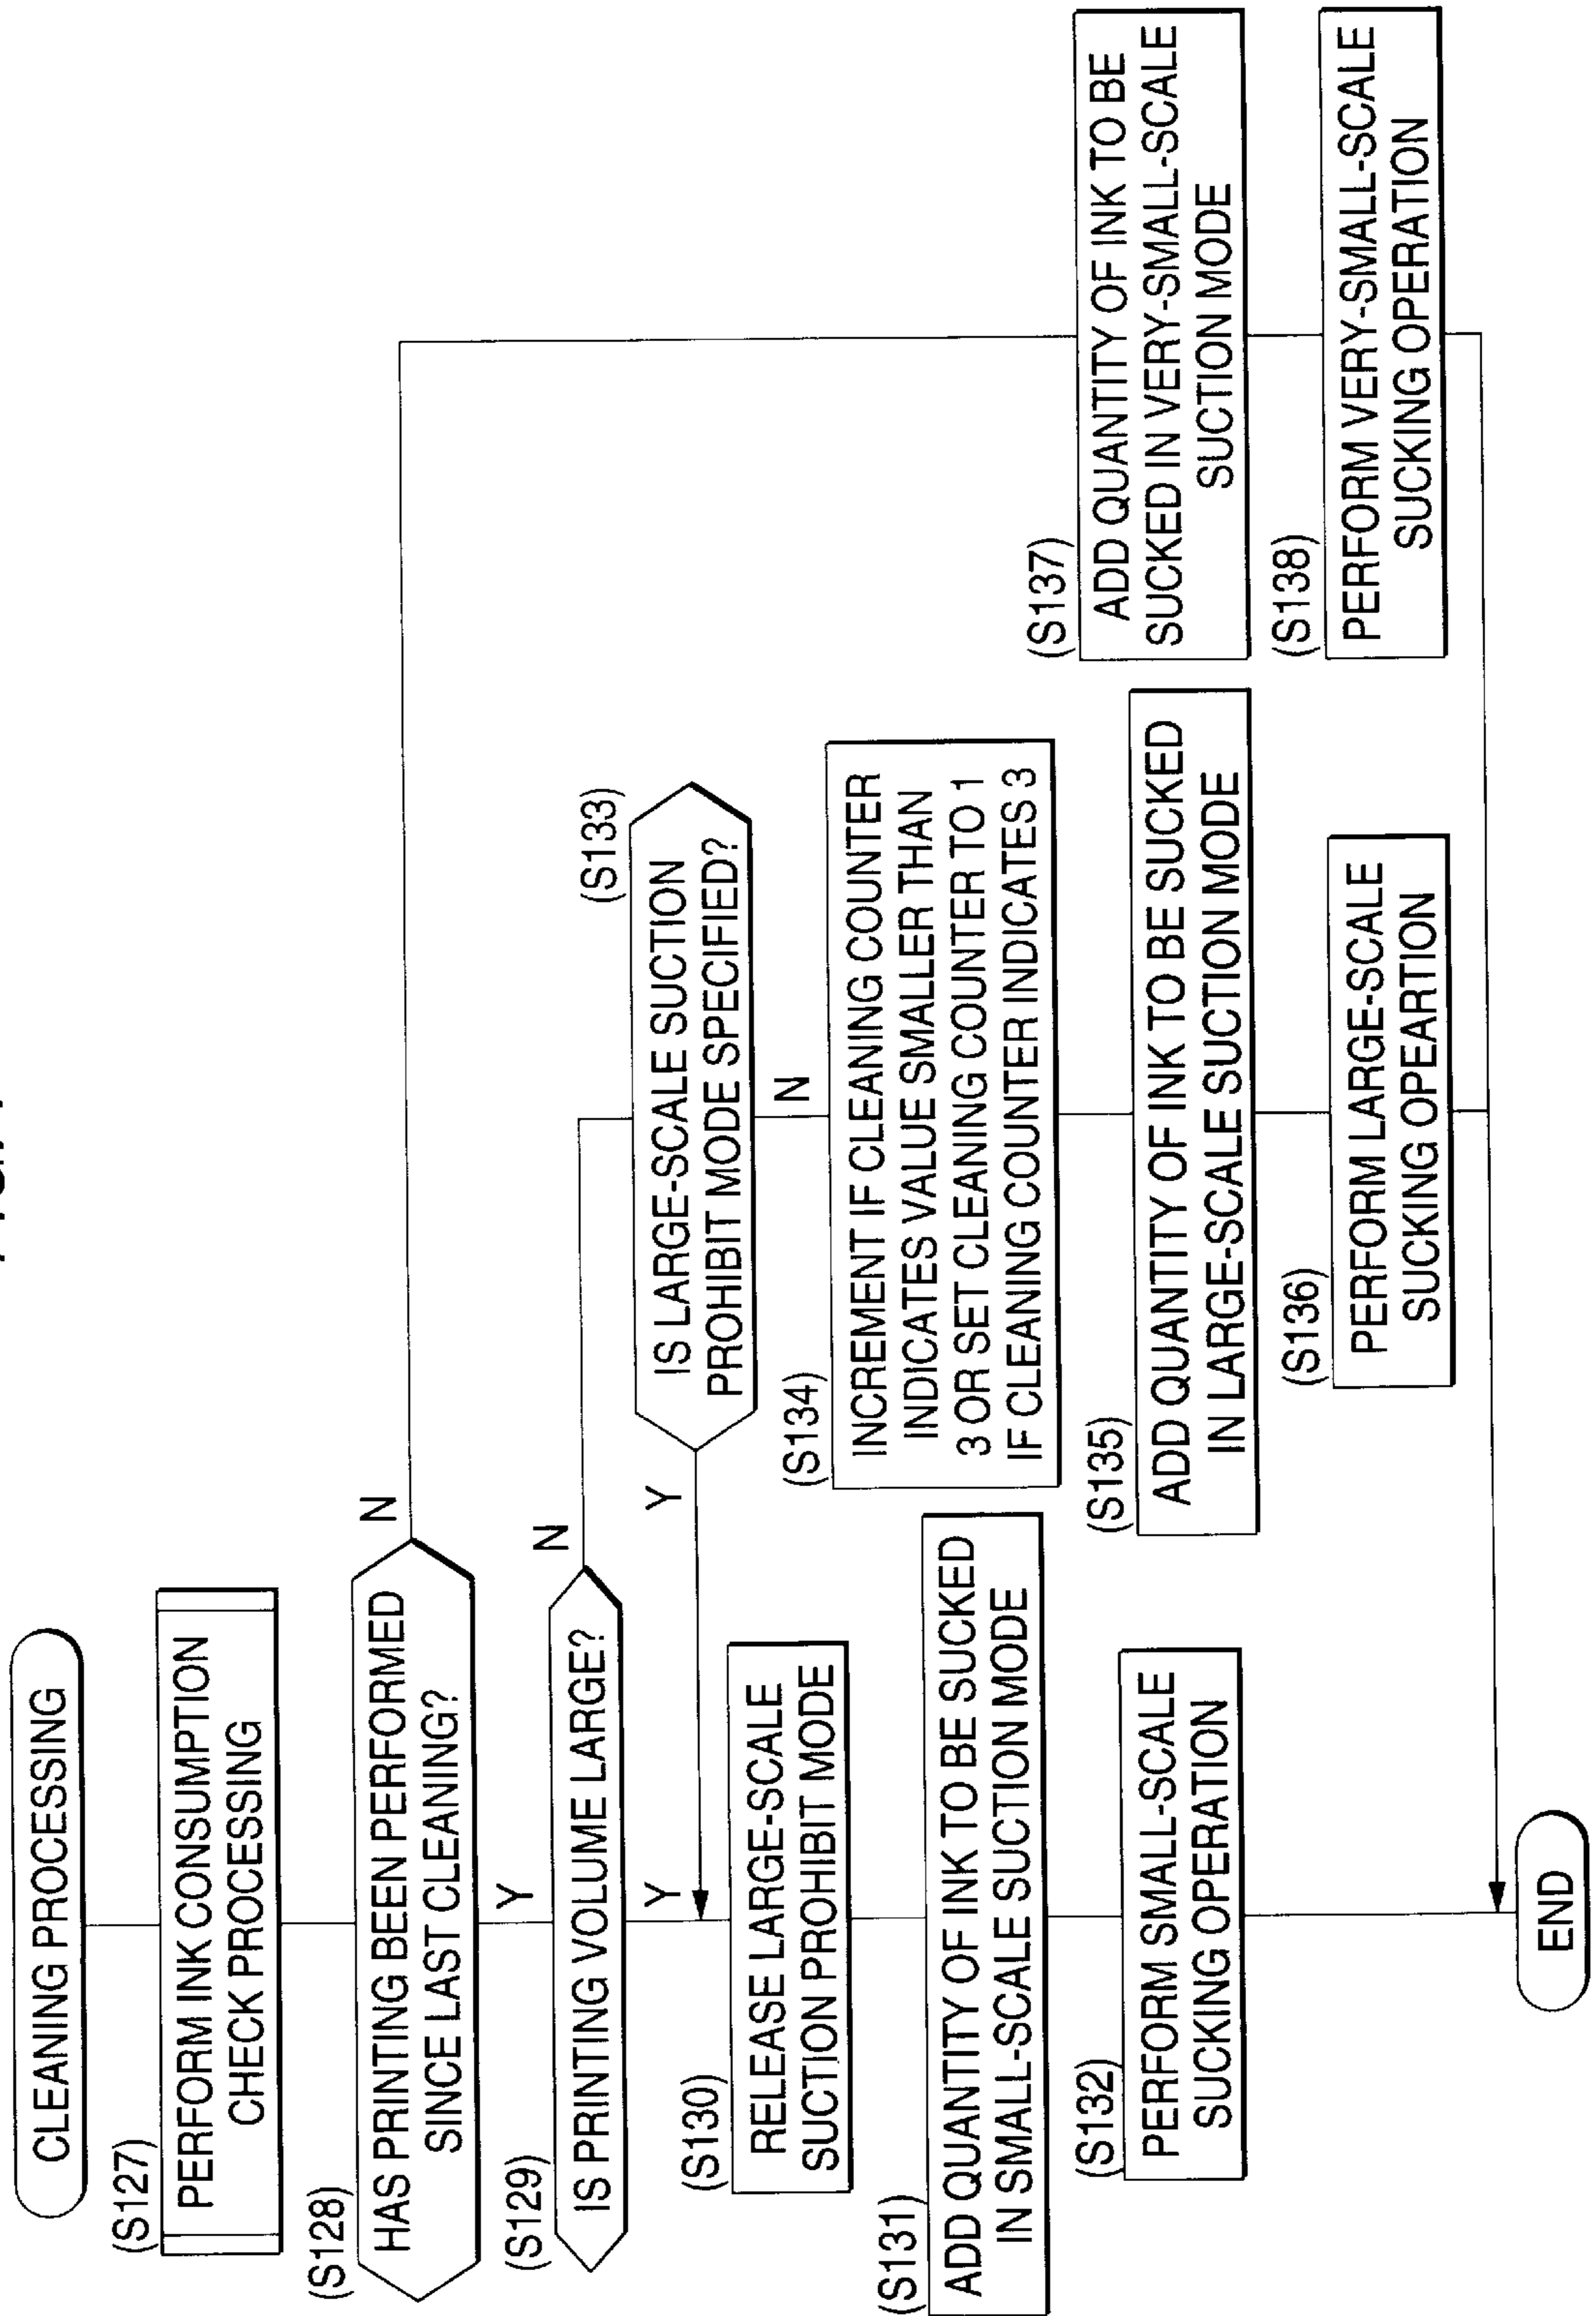 CLEANING PROCESSING
(S127)
PERFORM INK CONSUMPTION
CHECK PROCESSING
(S128)
HAS PRINTING BEEN PERFORMED
SINCE LAST CLEANING?
N
Y
(S129)
IS PRINTING VOLUME LARGE?
N
Y
(S130)
RELEASE LARGE-SCALE
SUCTION PROHIBIT MODE
(S131)
ADD QUANTITY OF INK TO BE SUCKED
IN SMALL-SCALE SUCTION MODE
(S132)
PERFORM SMALL-SCALE
SUCKING OPERATION
(S133)
IS LARGE-SCALE SUCTION
PROHIBIT MODE SPECIFIED?
Y
N
(S134)
INCREMENT IF CLEANING COUNTER
INDICATES VALUE SMALLER THAN
3 OR SET CLEANING COUNTER TO 1
IF CLEANING COUNTER INDICATES 3
(S135)
ADD QUANTITY OF INK TO BE SUCKED
IN LARGE-SCALE SUCTION MODE
(S136)
PERFORM LARGE-SCALE
SUCKING OPEARTION
(S137)
ADD QUANTITY OF INK TO BE
SUCKED IN VERY-SMALL-SCALE
SUCTION MODE
(S138)
PERFORM VERY-SMALL-SCALE
SUCKING OPERATION
END